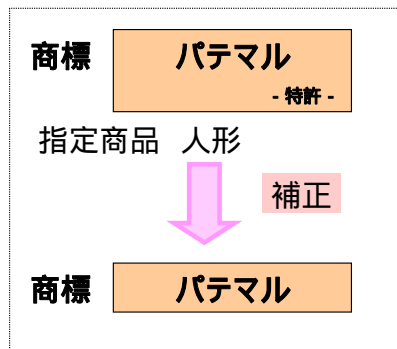 商標 パテマル
- 特許 -
指定商品 人形
補正
商標 パテマル